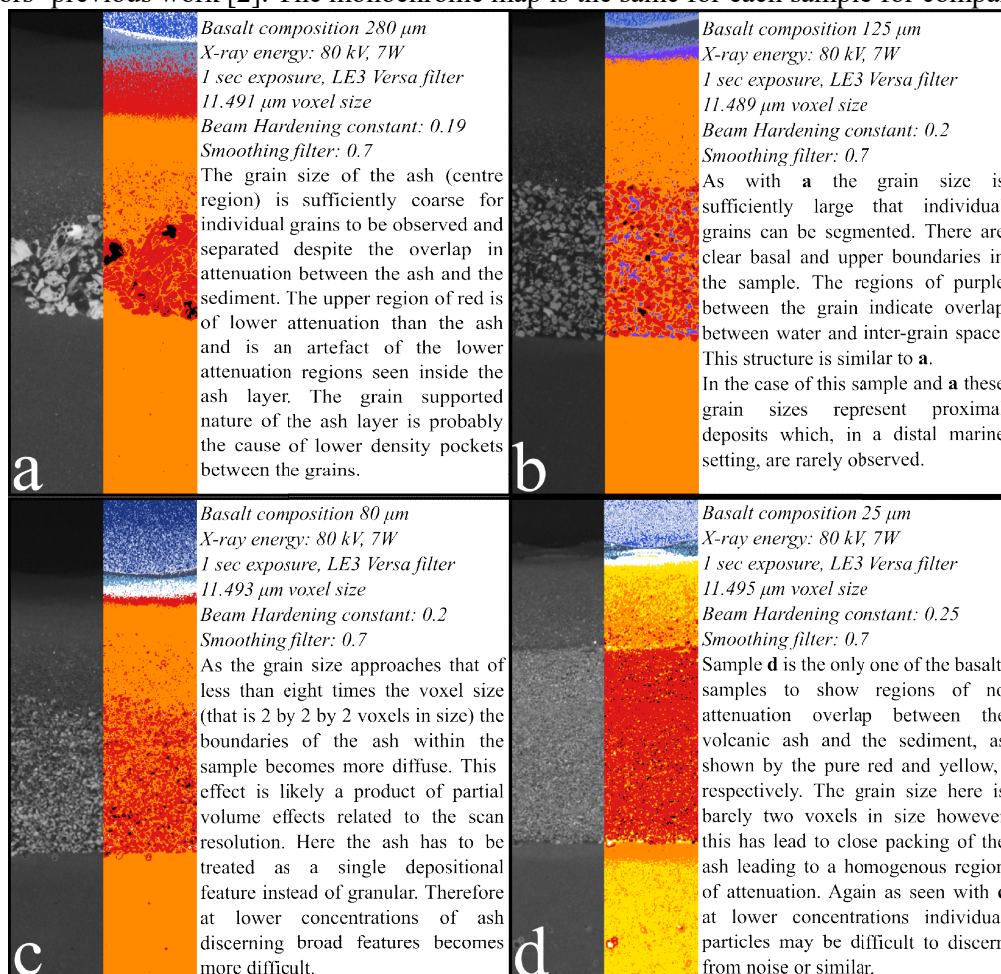 previous work [2]. The monochrome map is the same for each sample for
Basalt composition 280 μm
X-ray energy: 80 kV, 7W
1 sec exposure, LE3 Versa filter
11.491 μm voxel size
Beam Hardening constant: 0.19
Smoothing filter: 0.7
The grain size of the ash (centre
region) is sufficiently coarse for
individual grains to be observed and
separated despite the overlap in
attenuation between the ash and the
sediment. The upper region of red is
of lower attenuation than the ash
and is an artefact of the lower
attenuation regions seen inside the
ash layer. The grain supported
nature of the ash layer is probably
the cause of lower density pockets
between the grains.
a
Basalt composition 125 μm
X-ray energy: 80 kV, 7W
1 sec exposure, LE3 Versa filter
11.489 μm voxel size
Beam Hardening constant: 0.2
Smoothing filter: 0.7
As with a the grain size is
sufficiently large that individual
grains can be segmented. There are
clear basal and upper boundaries in
the sample. The regions of purple
between the grain indicate overlap
between water and inter-grain space.
This structure is similar to a.
In the case of this sample and a these
grain sizes represent proximal
deposits which, in a distal marine
setting, are rarely observed.
b
Basalt composition 80 μm
X-ray energy: 80 kV, 7W
1 sec exposure, LE3 Versa filter
11.493 μm voxel size
Beam Hardening constant: 0.2
Smoothing filter: 0.7
As the grain size approaches that of
less than eight times the voxel size
(that is 2 by 2 by 2 voxels in size) the
boundaries of the ash within the
sample becomes more diffuse. This
effect is likely a product of partial
volume effects related to the scan
resolution. Here the ash has to be
treated as a single depositional
feature instead of granular. Therefore
at lower concentrations of ash
discerning broad features becomes
more difficult.
c
Basalt composition 25 μm
X-ray energy: 80 kV, 7W
1 sec exposure, LE3 Versa filter
11.495 μm voxel size
Beam Hardening constant: 0.25
Smoothing filter: 0.7
Sample d is the only one of the basalt
samples to show regions of no
attenuation overlap between the
volcanic ash and the sediment, as
shown by the pure red and yellow,
respectively. The grain size here is
barely two voxels in size however
this has lead to close packing of the
ash leading to a homogenous region
of attenuation. Again as seen with c
at lower concentrations individual
particles may be difficult to discern
from noise or similar.
d